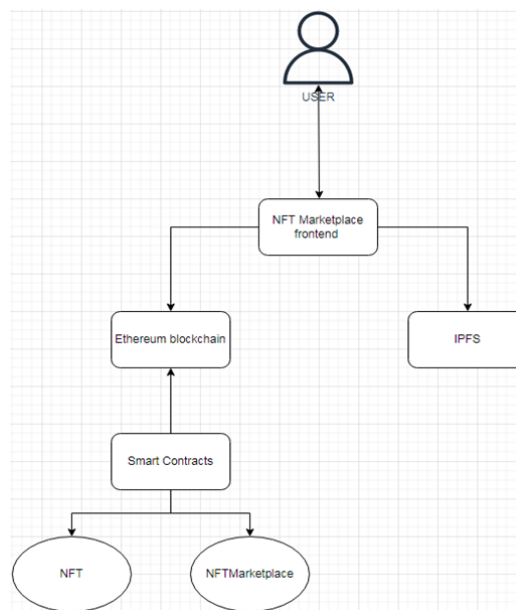 USER
NFT Marketplace
frontend
Ethereum blockchain
IPFS
Smart Contracts
NFT
NFTMarketplace